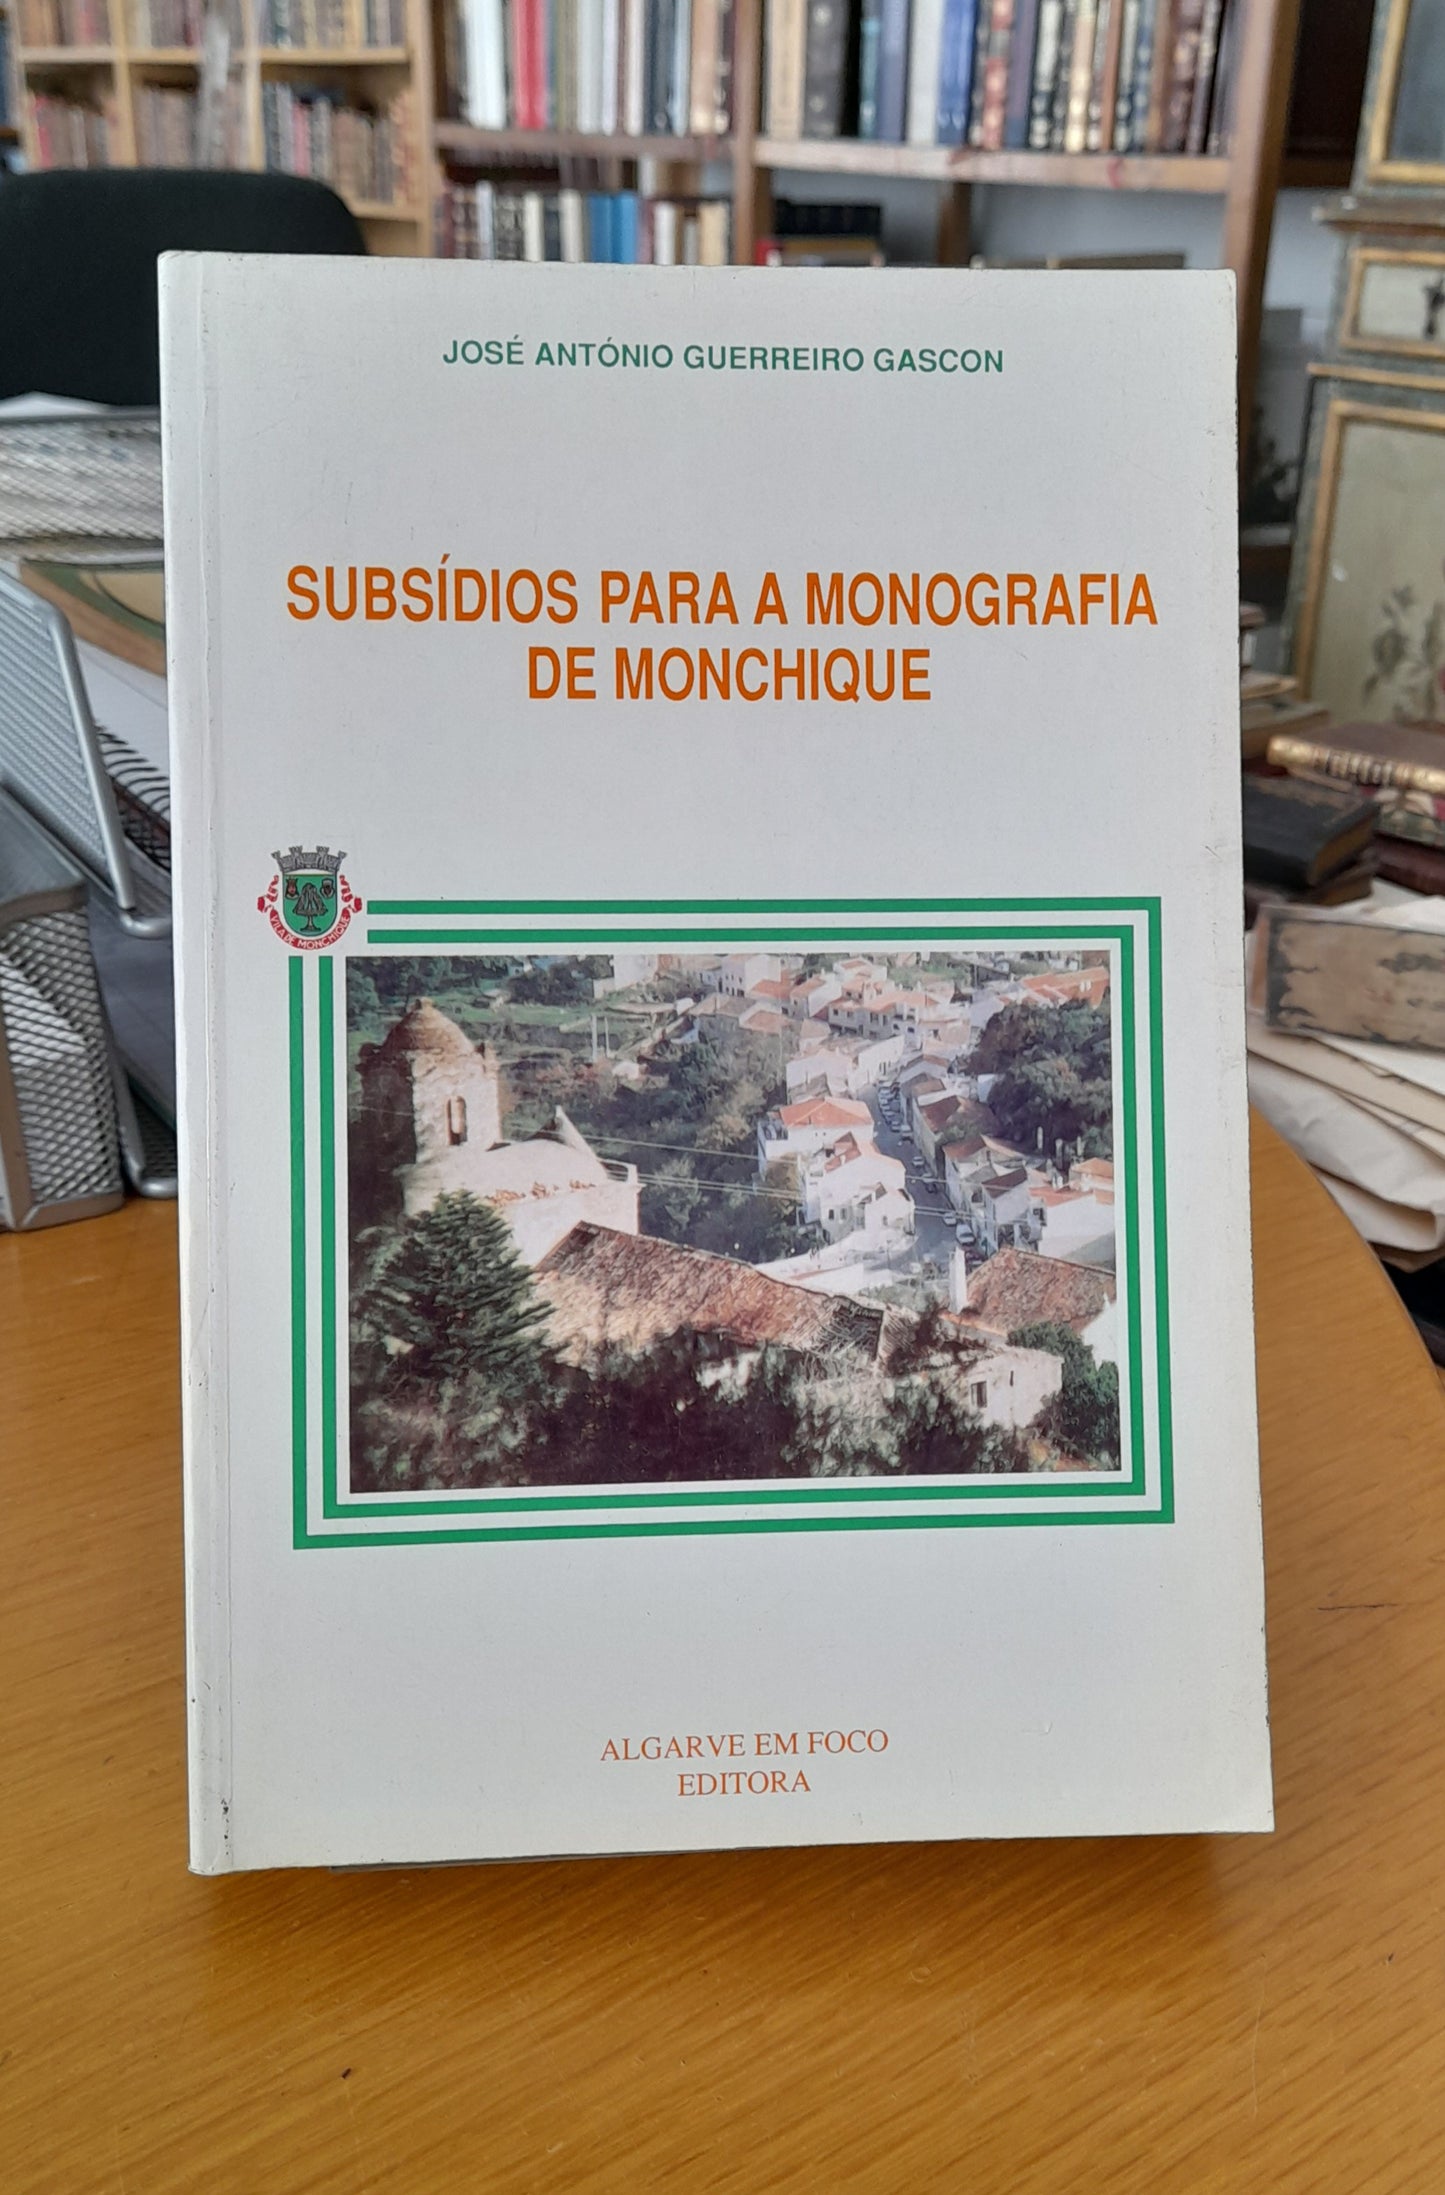 JOSÉ ANTÓNIO GUERREIRO GASCON
SUBSÍDIOS PARA A MONOGRAFIA
DE MONCHIQUE
VILA DE MONCHIQUE
ALGARVE EM FOCO
EDITORA